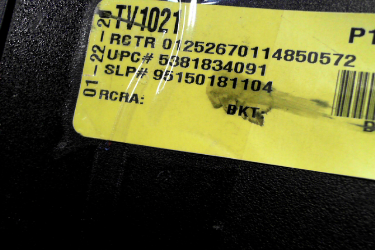 TV1021
P1
RCTR 01252670114850572
UPC# 5381834091
SLP# 95150181104
RCRA:
BKT:
01-22-2